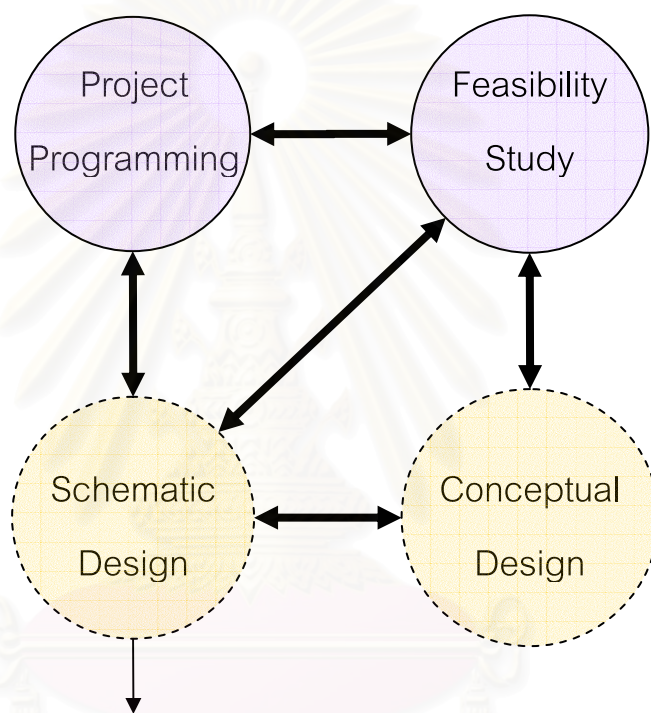 Project
Programming
Feasibility
Study
Schematic
Design
Conceptual
Design